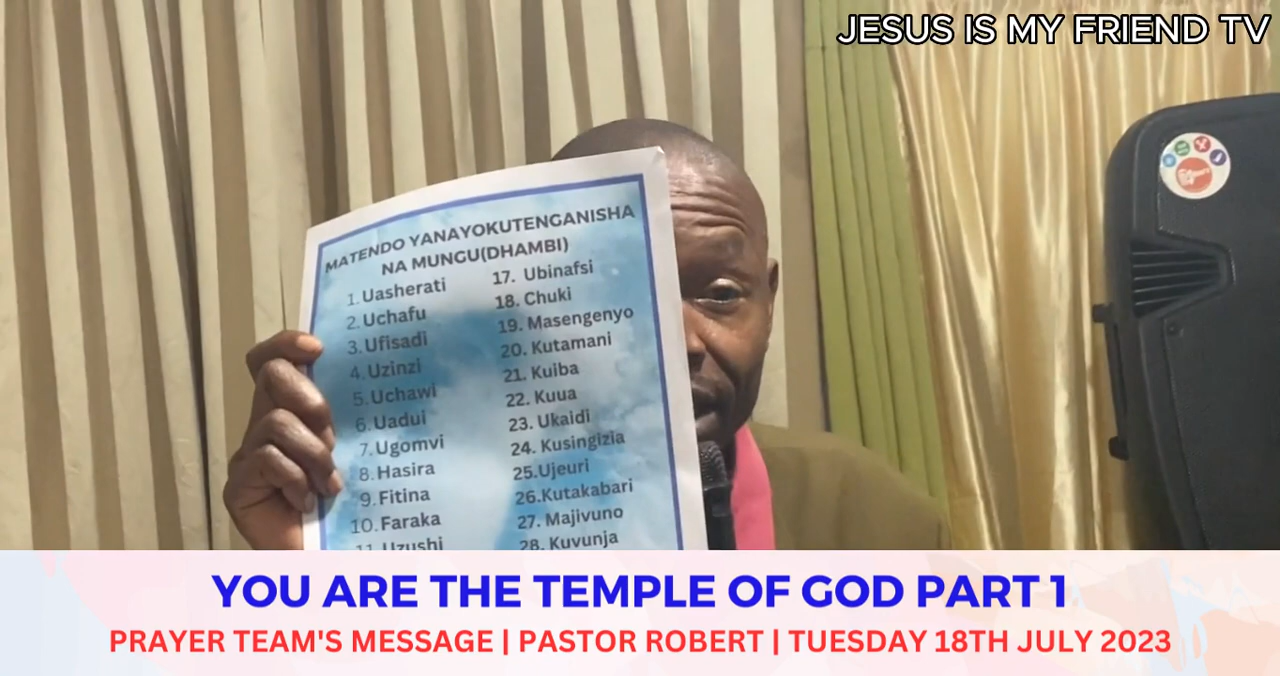 JESUS IS MY FRIEND TV
MATENDO YANAYOKUTENGANISHA
NA MUNGU(DHAMBI)
1. Uasherati
2. Uchafu
3. Ufisadi
4. Uzinzi
5. Uchawi
6. Uadui
7. Ugomvi
8. Hasira
9. Fitina
10. Faraka
11. Uzushi
17. Ubinafsi
18. Chuki
19. Masengenyo
20. Kutamani
21. Kuiba
22. Kuua
23. Ukaidi
24. Kusingizia
25. Ujeuri
26. Kutakabari
27. Majivuno
28. Kuvunja
YOU ARE THE TEMPLE OF GOD PART 1
PRAYER TEAM'S MESSAGE | PASTOR ROBERT | TUESDAY 18TH JULY 2023